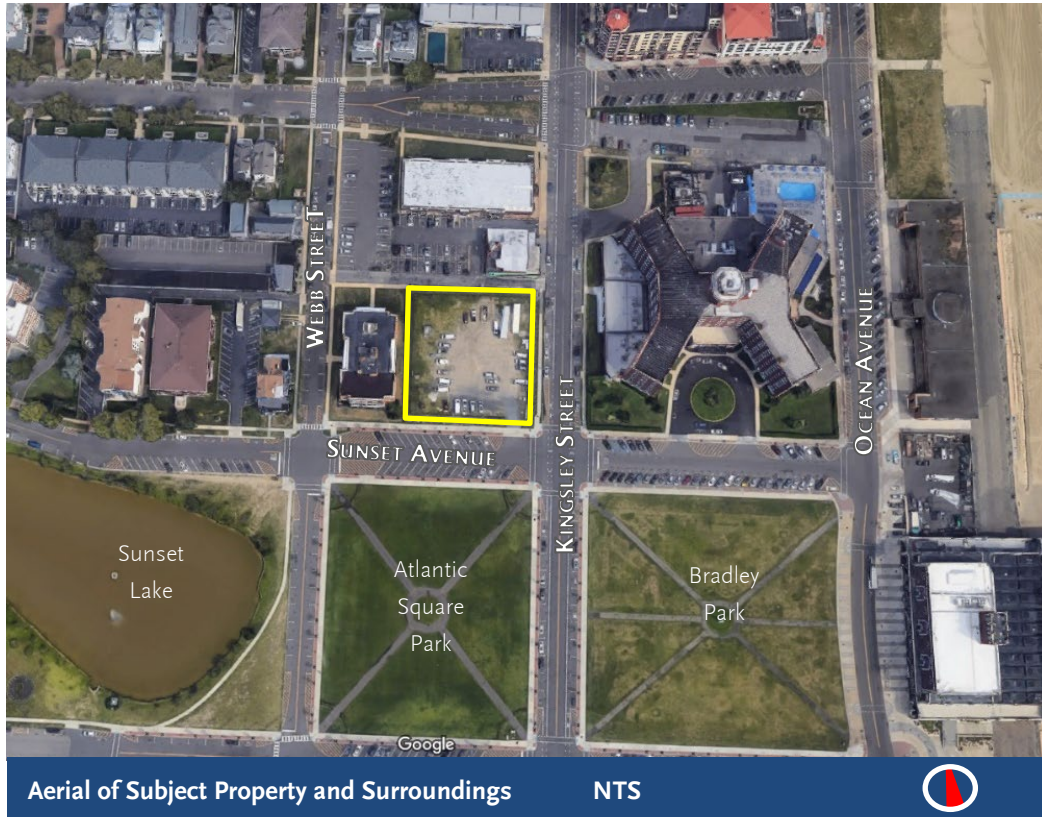 WEBB STREET
OCEAN AVENUE
KINGSLEY STREET
SUNSET AVENUE
Sunset
Lake
Atlantic
Square
Park
Bradley
Park
Google
Aerial of Subject Property and Surroundings NTS